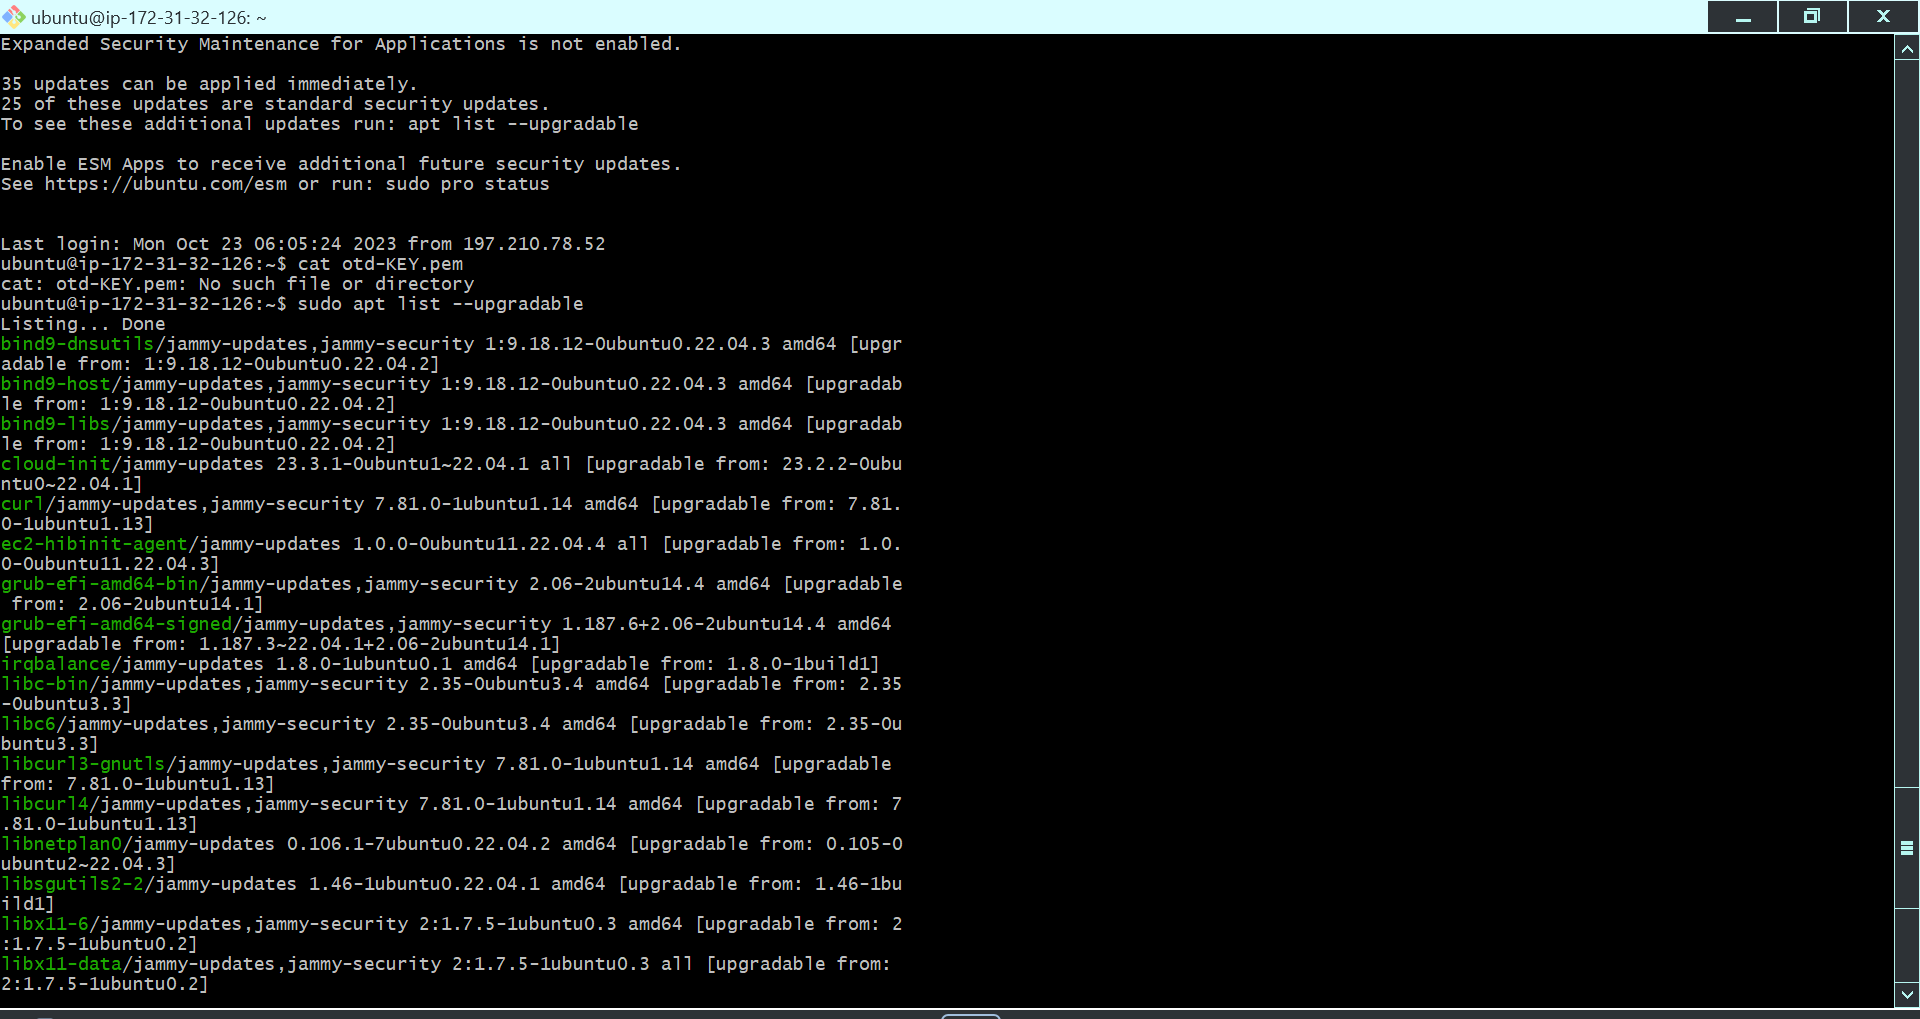 ubuntu@ip-172-31-32-126: ~
Expanded Security Maintenance for Applications is not enabled.
35 updates can be applied immediately.
25 of these updates are standard security updates.
To see these additional updates run: apt list --upgradable
Enable ESM Apps to receive additional future security updates.
See https://ubuntu.com/esm or run: sudo pro status
Last login: Mon Oct 23 06:05:24 2023 from 197.210.78.52
ubuntu@ip-172-31-32-126:~$ cat otd-KEY.pem
cat: otd-KEY.pem: No such file or directory
ubuntu@ip-172-31-32-126:~$ sudo apt list --upgradable
Listing... Done
bind9-dnsutils/jammy-updates,jammy-security 1:9.18.12-0ubuntu0.22.04.3 amd64 [upgr
adable from: 1:9.18.12-0ubuntu0.22.04.2]
bind9-host/jammy-updates,jammy-security 1:9.18.12-0ubuntu0.22.04.3 amd64 [upgradab
le from: 1:9.18.12-0ubuntu0.22.04.2]
bind9-libs/jammy-updates,jammy-security 1:9.18.12-0ubuntu0.22.04.3 amd64 [upgradab
le from: 1:9.18.12-0ubuntu0.22.04.2]
cloud-init/jammy-updates 23.3.1-0ubuntu1~22.04.1 all [upgradable from: 23.2.2-0ubu
ntu0~22.04.1]
curl/jammy-updates,jammy-security 7.81.0-1ubuntu1.14 amd64 [upgradable from: 7.81.
0-1ubuntu1.13]
ec2-hibinit-agent/jammy-updates 1.0.0-0ubuntu11.22.04.4 all [upgradable from: 1.0.
0-0ubuntu11.22.04.3]
grub-efi-amd64-bin/jammy-updates,jammy-security 2.06-2ubuntu14.4 amd64 [upgradable
 from: 2.06-2ubuntu14.1]
grub-efi-amd64-signed/jammy-updates,jammy-security 1.187.6+2.06-2ubuntu14.4 amd64
[upgradable from: 1.187.3~22.04.1+2.06-2ubuntu14.1]
irqbalance/jammy-updates 1.8.0-1ubuntu0.1 amd64 [upgradable from: 1.8.0-1build1]
libc-bin/jammy-updates,jammy-security 2.35-0ubuntu3.4 amd64 [upgradable from: 2.35
-0ubuntu3.3]
libc6/jammy-updates,jammy-security 2.35-0ubuntu3.4 amd64 [upgradable from: 2.35-0u
buntu3.3]
libcurl3-gnutls/jammy-updates,jammy-security 7.81.0-1ubuntu1.14 amd64 [upgradable
from: 7.81.0-1ubuntu1.13]
libcurl4/jammy-updates,jammy-security 7.81.0-1ubuntu1.14 amd64 [upgradable from: 7
.81.0-1ubuntu1.13]
libnetplan0/jammy-updates 0.106.1-7ubuntu0.22.04.2 amd64 [upgradable from: 0.105-0
ubuntu2~22.04.3]
libsgutils2-2/jammy-updates 1.46-1ubuntu0.22.04.1 amd64 [upgradable from: 1.46-1bu
ild1]
libx11-6/jammy-updates,jammy-security 2:1.7.5-1ubuntu0.3 amd64 [upgradable from: 2
:1.7.5-1ubuntu0.2]
libx11-data/jammy-updates,jammy-security 2:1.7.5-1ubuntu0.3 all [upgradable from:
2:1.7.5-1ubuntu0.2]